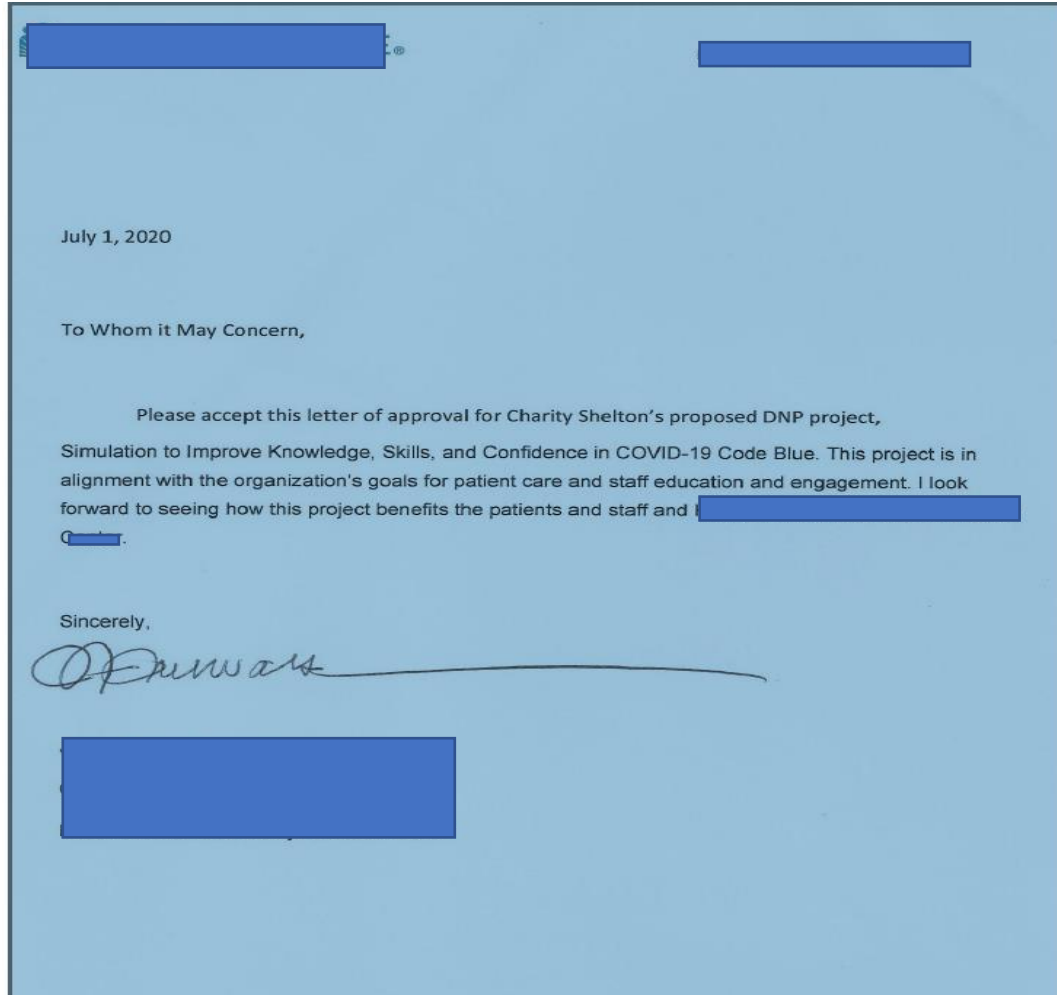 July 1, 2020
To Whom it May Concern,
Please accept this letter of approval for Charity Shelton's proposed DNP project,
Simulation to Improve Knowledge, Skills, and Confidence in COVID-19 Code Blue. This project is in
alignment with the organization's goals for patient care and staff education and engagement. I look
forward to seeing how this project benefits the patients and staff and
Sincerely,